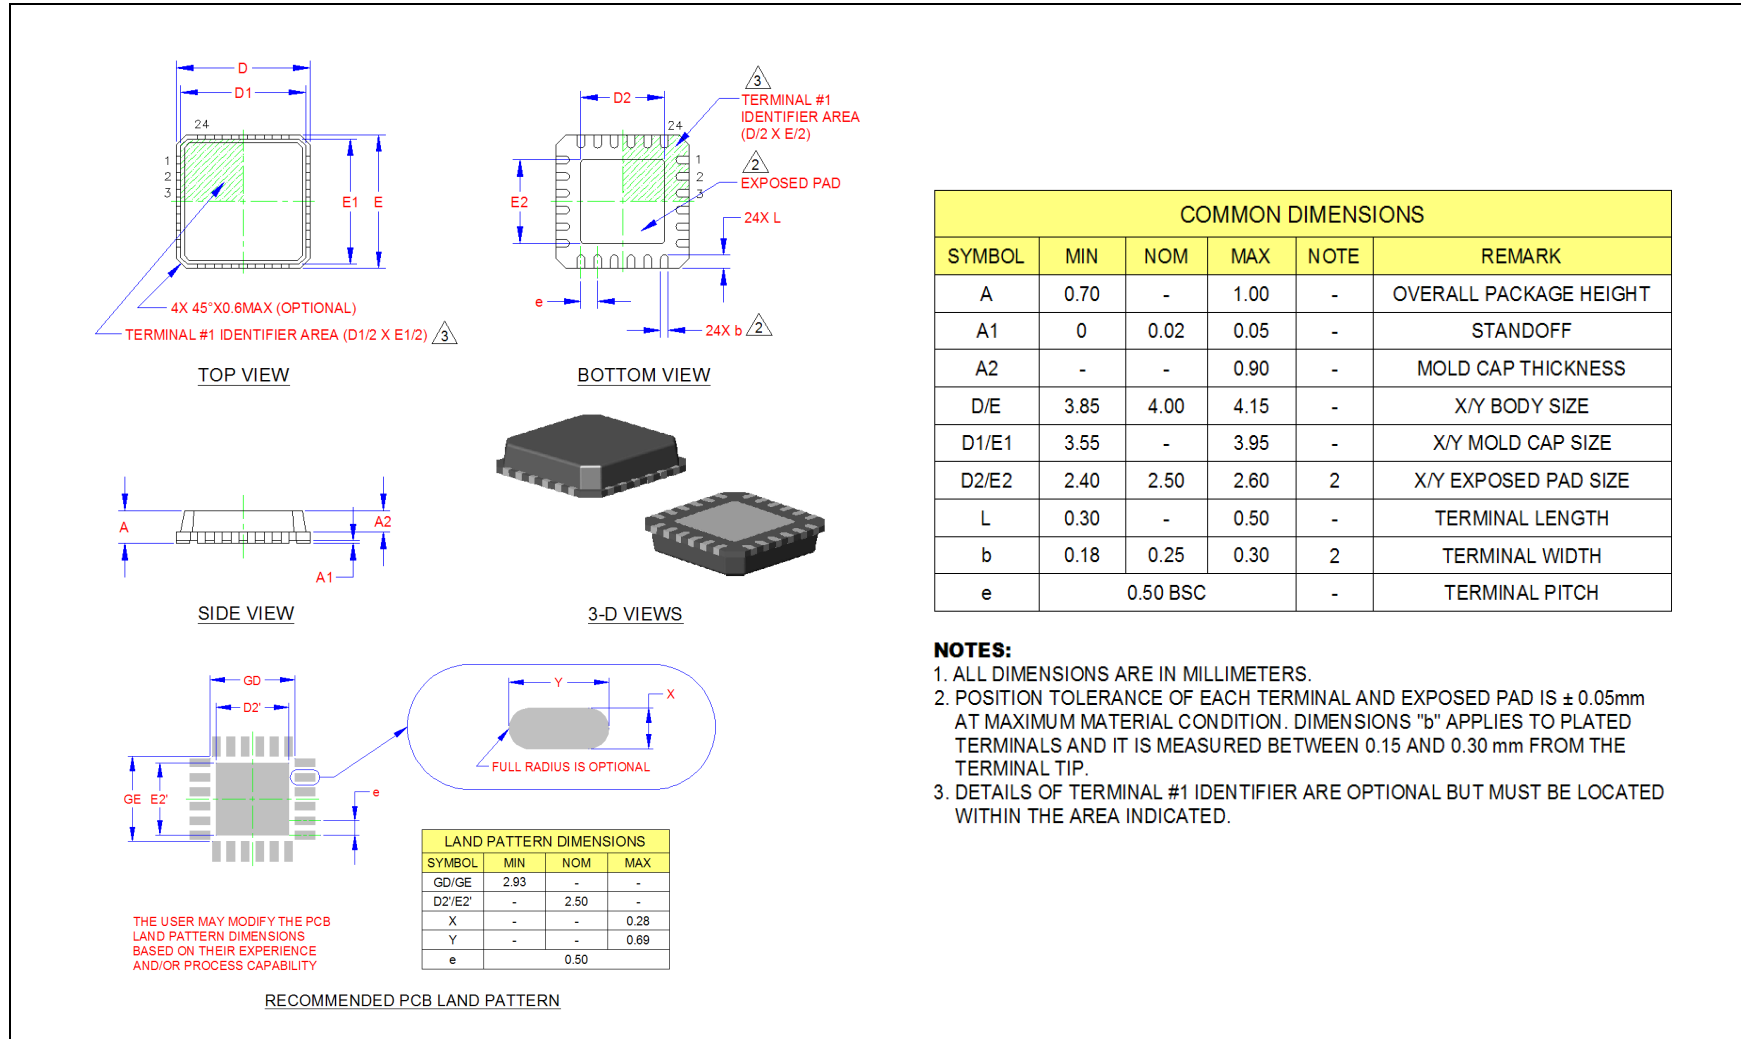 D
D1
24
1
2
3
E1
E
4X 45°X0.6MAX (OPTIONAL)
TERMINAL #1 IDENTIFIER AREA (D1/2 X E1/2) 3
TOP VIEW
D2
3
TERMINAL #1
IDENTIFIER AREA
(D/2 X E/2)
24
1
2
3
2
EXPOSED PAD
E2
24X L
e
24X b 2
BOTTOM VIEW
A
A2
A1
SIDE VIEW
3-D VIEWS
GD
D2'
GE
E2'
e
Y
X
FULL RADIUS IS OPTIONAL
LAND PATTERN DIMENSIONS
SYMBOL MIN NOM MAX
GD/GE 2.93 - -
D2'/E2' - 2.50 -
X - - 0.28
Y - - 0.69
e 0.50
THE USER MAY MODIFY THE PCB
LAND PATTERN DIMENSIONS
BASED ON THEIR EXPERIENCE
AND/OR PROCESS CAPABILITY
RECOMMENDED PCB LAND PATTERN
COMMON DIMENSIONS
SYMBOL MIN NOM MAX NOTE REMARK
A 0.70 - 1.00 - OVERALL PACKAGE HEIGHT
A1 0 0.02 0.05 - STANDOFF
A2 - - 0.90 - MOLD CAP THICKNESS
D/E 3.85 4.00 4.15 - X/Y BODY SIZE
D1/E1 3.55 - 3.95 - X/Y MOLD CAP SIZE
D2/E2 2.40 2.50 2.60 2 X/Y EXPOSED PAD SIZE
L 0.30 - 0.50 - TERMINAL LENGTH
b 0.18 0.25 0.30 2 TERMINAL WIDTH
e 0.50 BSC - TERMINAL PITCH
NOTES:
1. ALL DIMENSIONS ARE IN MILLIMETERS.
2. POSITION TOLERANCE OF EACH TERMINAL AND EXPOSED PAD IS ± 0.05mm
AT MAXIMUM MATERIAL CONDITION. DIMENSIONS "b" APPLIES TO PLATED
TERMINALS AND IT IS MEASURED BETWEEN 0.15 AND 0.30 mm FROM THE
TERMINAL TIP.
3. DETAILS OF TERMINAL #1 IDENTIFIER ARE OPTIONAL BUT MUST BE LOCATED
WITHIN THE AREA INDICATED.